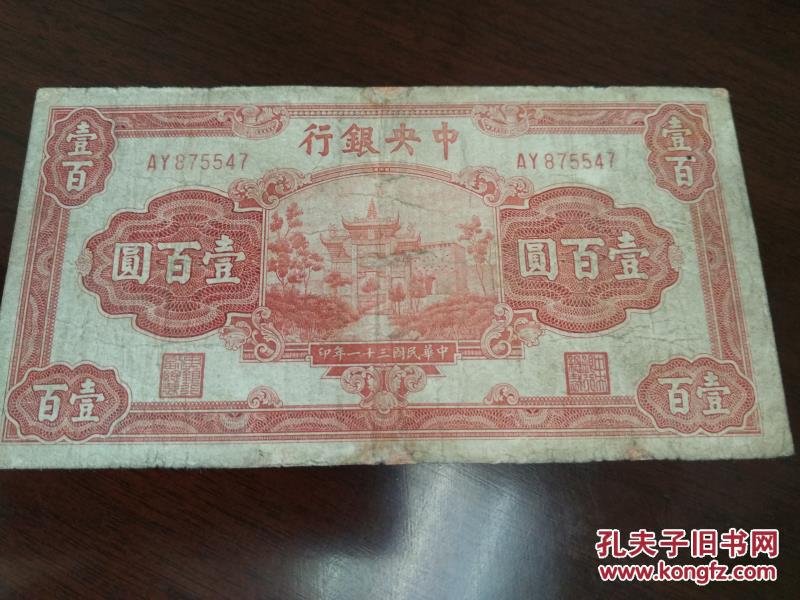 中央銀行
壹百
壹百
AY875547
AY875547
壹百圓
壹百圓
中華民國三十一年印
壹百
壹百
孔夫子旧书网
www.kongfz.com